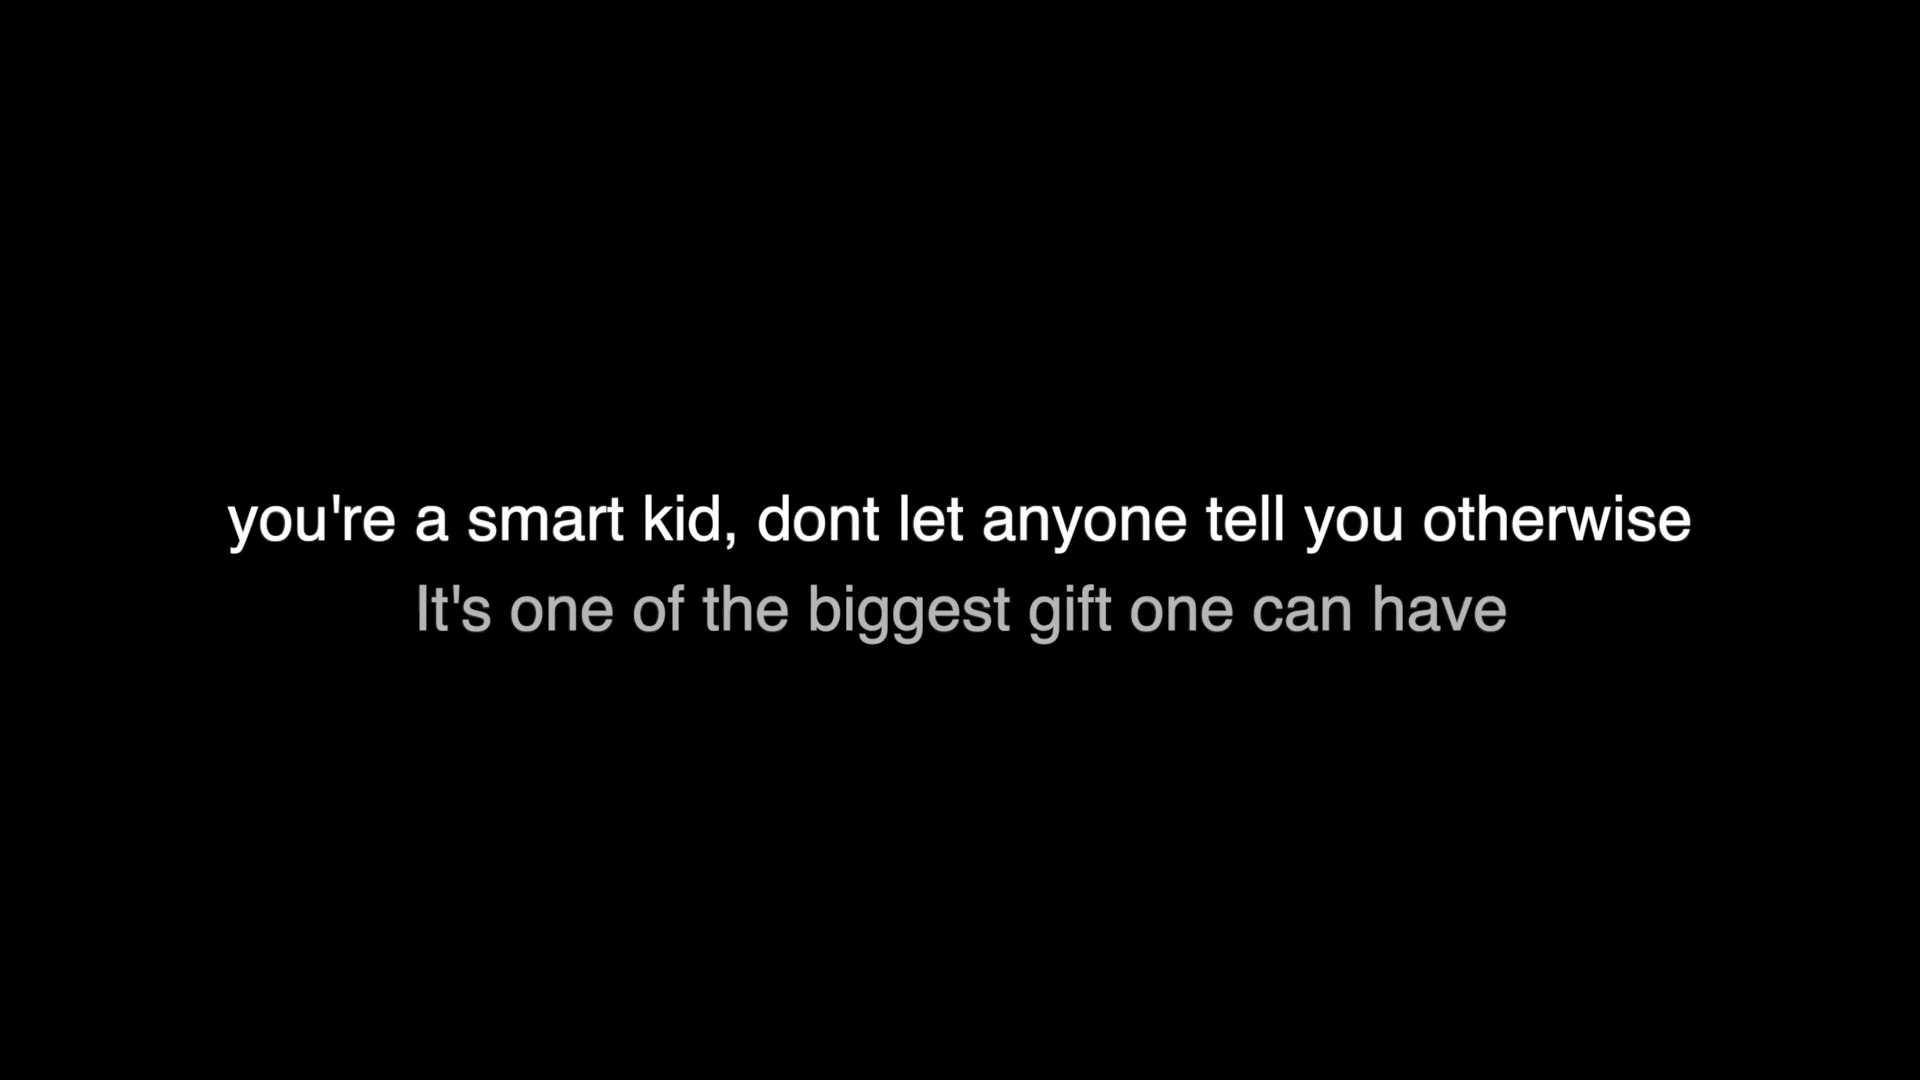 you're a smart kid, dont let anyone tell you otherwise
It's one of the biggest gift one can have